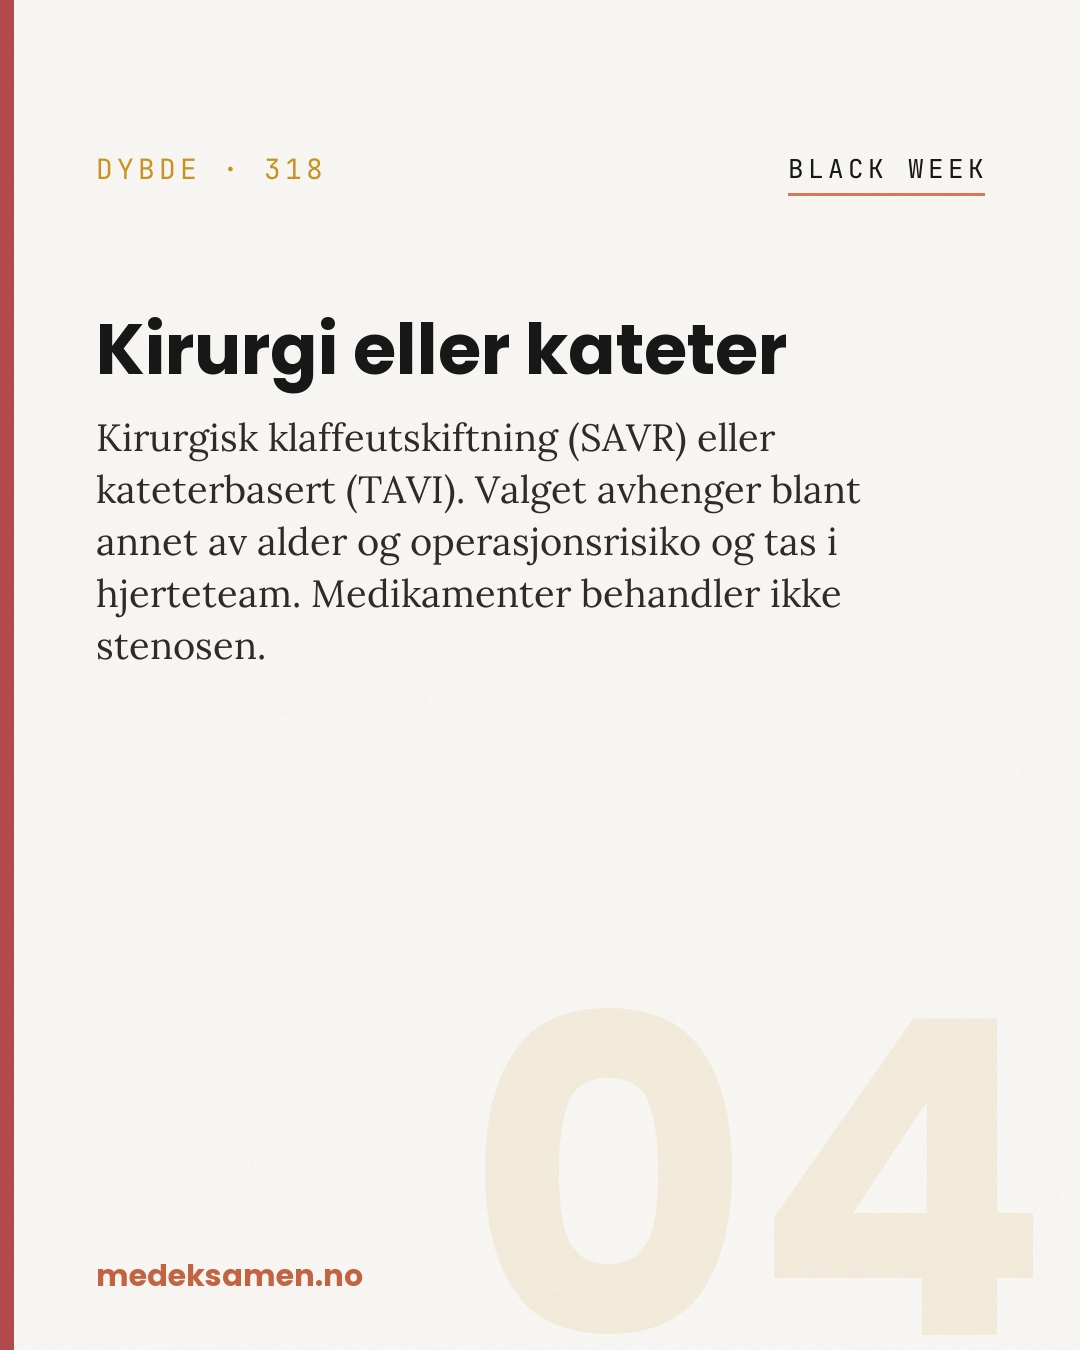 DYBDE · 318
BLACK WEEK
Kirurgi eller kateter
Kirurgisk klaffeutskiftning (SAVR) eller
kateterbasert (TAVI). Valget avhenger blant
annet av alder og operasjonsrisiko og tas i
hjerteteam. Medikamenter behandler ikke
stenosen.
04
medeksamen.no